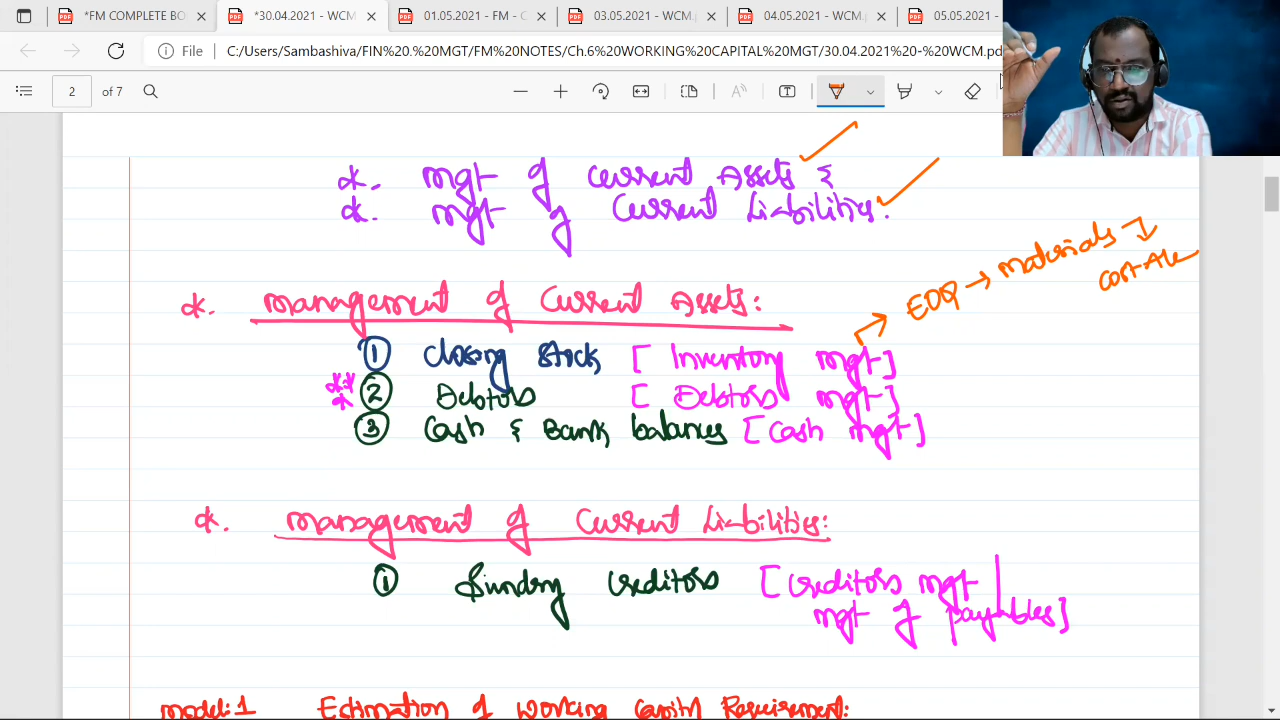 *FM COMPLETE BO
*30.04.2021 - WCM
01.05.2021 - FM - C
03.05.2021 - WCM.p
04.05.2021 - WCM.p
05.05.2021 - WCM
File C:/Users/Sambashiva/FIN%20.%20MGT/FM%20NOTES/Ch.6%20WORKING%20CAPITAL%20MGT/30.04.2021%20-%20WCM.pd
2 of 7
*. mgt of Current Assets &
*. mgt of Current Liabilities.
EOQ → materials
Cost A/c
*. management of Current Assets:
① Closing stock [Inventory mgt]
② Debtors [Debtors mgt]
③ Cash & Bank balances [Cash mgt]
*. management of Current Liabilities:
① Sundry Creditors [Creditors mgt |
mgt of payables]
model:1 Estimation of Working Capital Requirement: